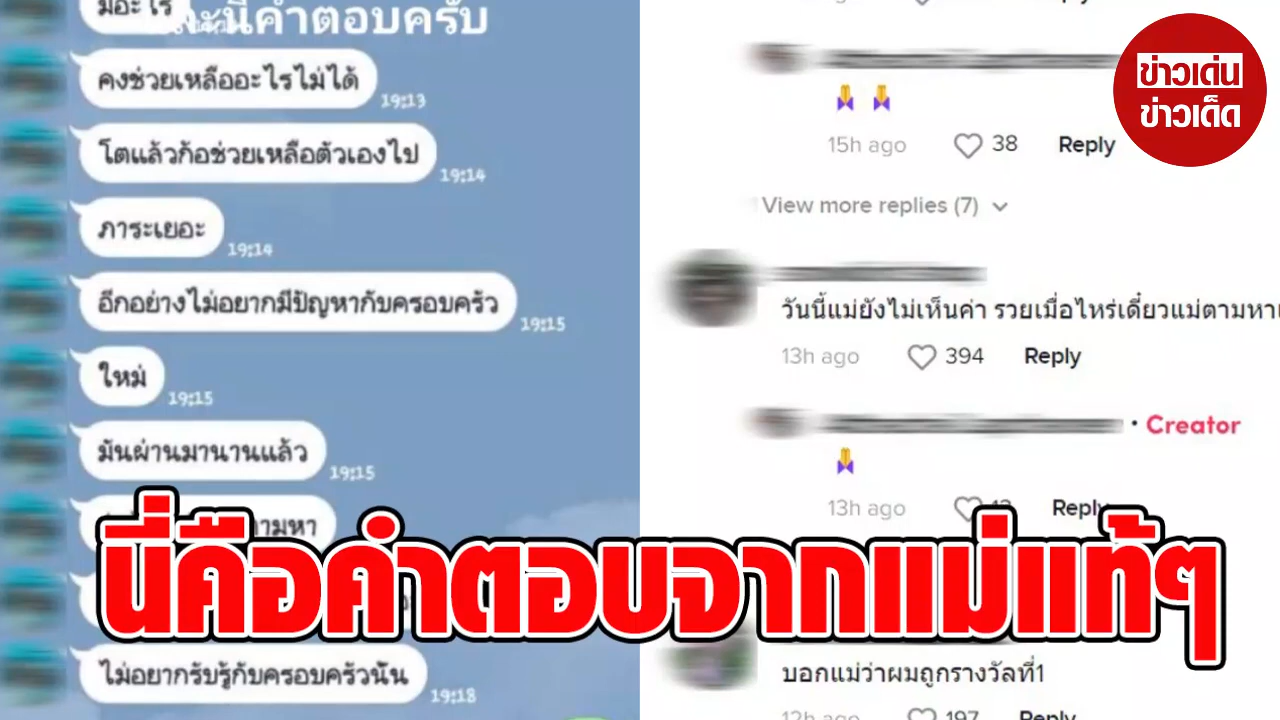 มีอะไร
นี่คำตอบครับ
คงช่วยเหลืออะไรไม่ได้
19:13
โตแล้วก้อช่วยเหลือตัวเองไป
19:14
ภาระเยอะ
19:14
อีกอย่างไม่อยากมีปัญหากับครอบครัว
19:15
ใหม่
19:15
มันผ่านมานานแล้ว
19:15
ตามหา
ไม่อยากรับรู้กับครอบครัวนั้น
19:18
🙏 🙏
15h ago 38 Reply
View more replies (7)
วันนี้แม่ยังไม่เห็นค่า รวยเมื่อไหร่เดี๋ยวแม่ตามหา
13h ago 394 Reply
· Creator
🙏
13h ago Reply
บอกแม่ว่าผมถูกรางวัลที่1
12h ago 197 Reply
ข่าวเด่น
ข่าวเด็ด
นี่คือคำตอบจากแม่แท้ๆ